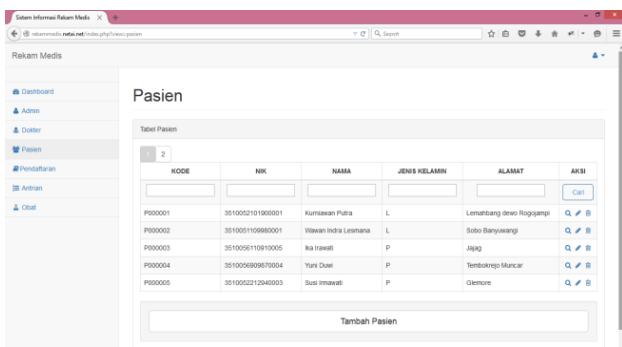 Sistem Informasi Rekam Medis
rekammedis.netai.net/index.php?view=pasien
Search
Rekam Medis
Dashboard
Admin
Dokter
Pasien
Pendaftaran
Antrian
Obat
Pasien
Tabel Pasien
1 2
KODE NIK NAMA JENIS KELAMIN ALAMAT AKSI
Cari
P000001 3510052101900001 Kurniawan Putra L Lemahbang dewo Rogojampi
P000002 3510051109980001 Wawan Indra Lesmana L Sobo Banyuwangi
P000003 3510056110910005 Ika Irawati P Jajag
P000004 3510056909870004 Yuni Duwi P Tembokrejo Muncar
P000005 3510052212940003 Susi Irmawati P Glemore
Tambah Pasien